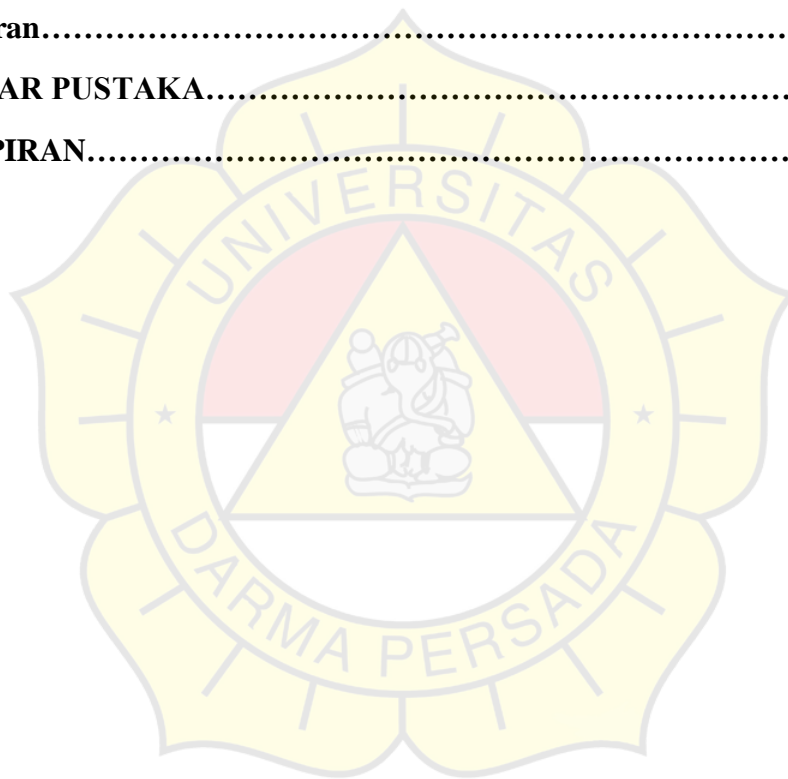 ran……………………………………………………………………
AR PUSTAKA………………………………………………………
PIRAN………………………………………………………………
UNIVERSITAS
DARMA PERSADA